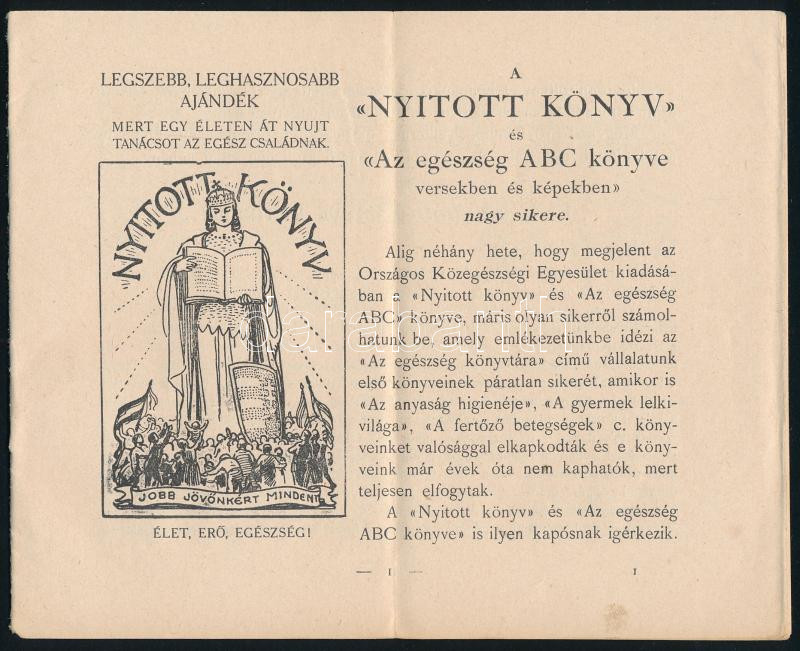 LEGSZEBB, LEGHASZNOSABB
AJÁNDÉK
MERT EGY ÉLETEN ÁT NYUJT
TANÁCSOT AZ EGÉSZ CSALÁDNAK.
NYITOTT KÖNYV
JOBB JÖVŐNKÉRT MINDENT
ÉLET, ERŐ, EGÉSZSÉG!
A
«NYITOTT KÖNYV»
és
«Az egészség ABC könyve
versekben és képekben»
nagy sikere.
Alig néhány hete, hogy megjelent az
Országos Közegészségi Egyesület kiadásá-
ban a «Nyitott könyv» és «Az egészség
ABC» könyve, máris olyan sikerről számol-
hatunk be, amely emlékezetünkbe idézi az
«Az egészség könyvtára» című vállalatunk
első könyveinek páratlan sikerét, amikor is
«Az anyaság higienéje», «A gyermek lelki-
világa», «A fertőző betegségek» c. köny-
veinket valósággal elkapkodták és e köny-
veink már évek óta nem kaphatók, mert
teljesen elfogytak.
A «Nyitott könyv» és «Az egészség
ABC könyve» is ilyen kapósnak igérkezik.
— 1 —
1
darabanth